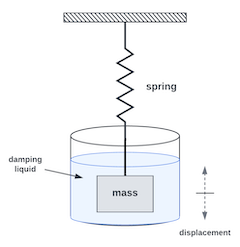 spring
damping
liquid
mass
displacement